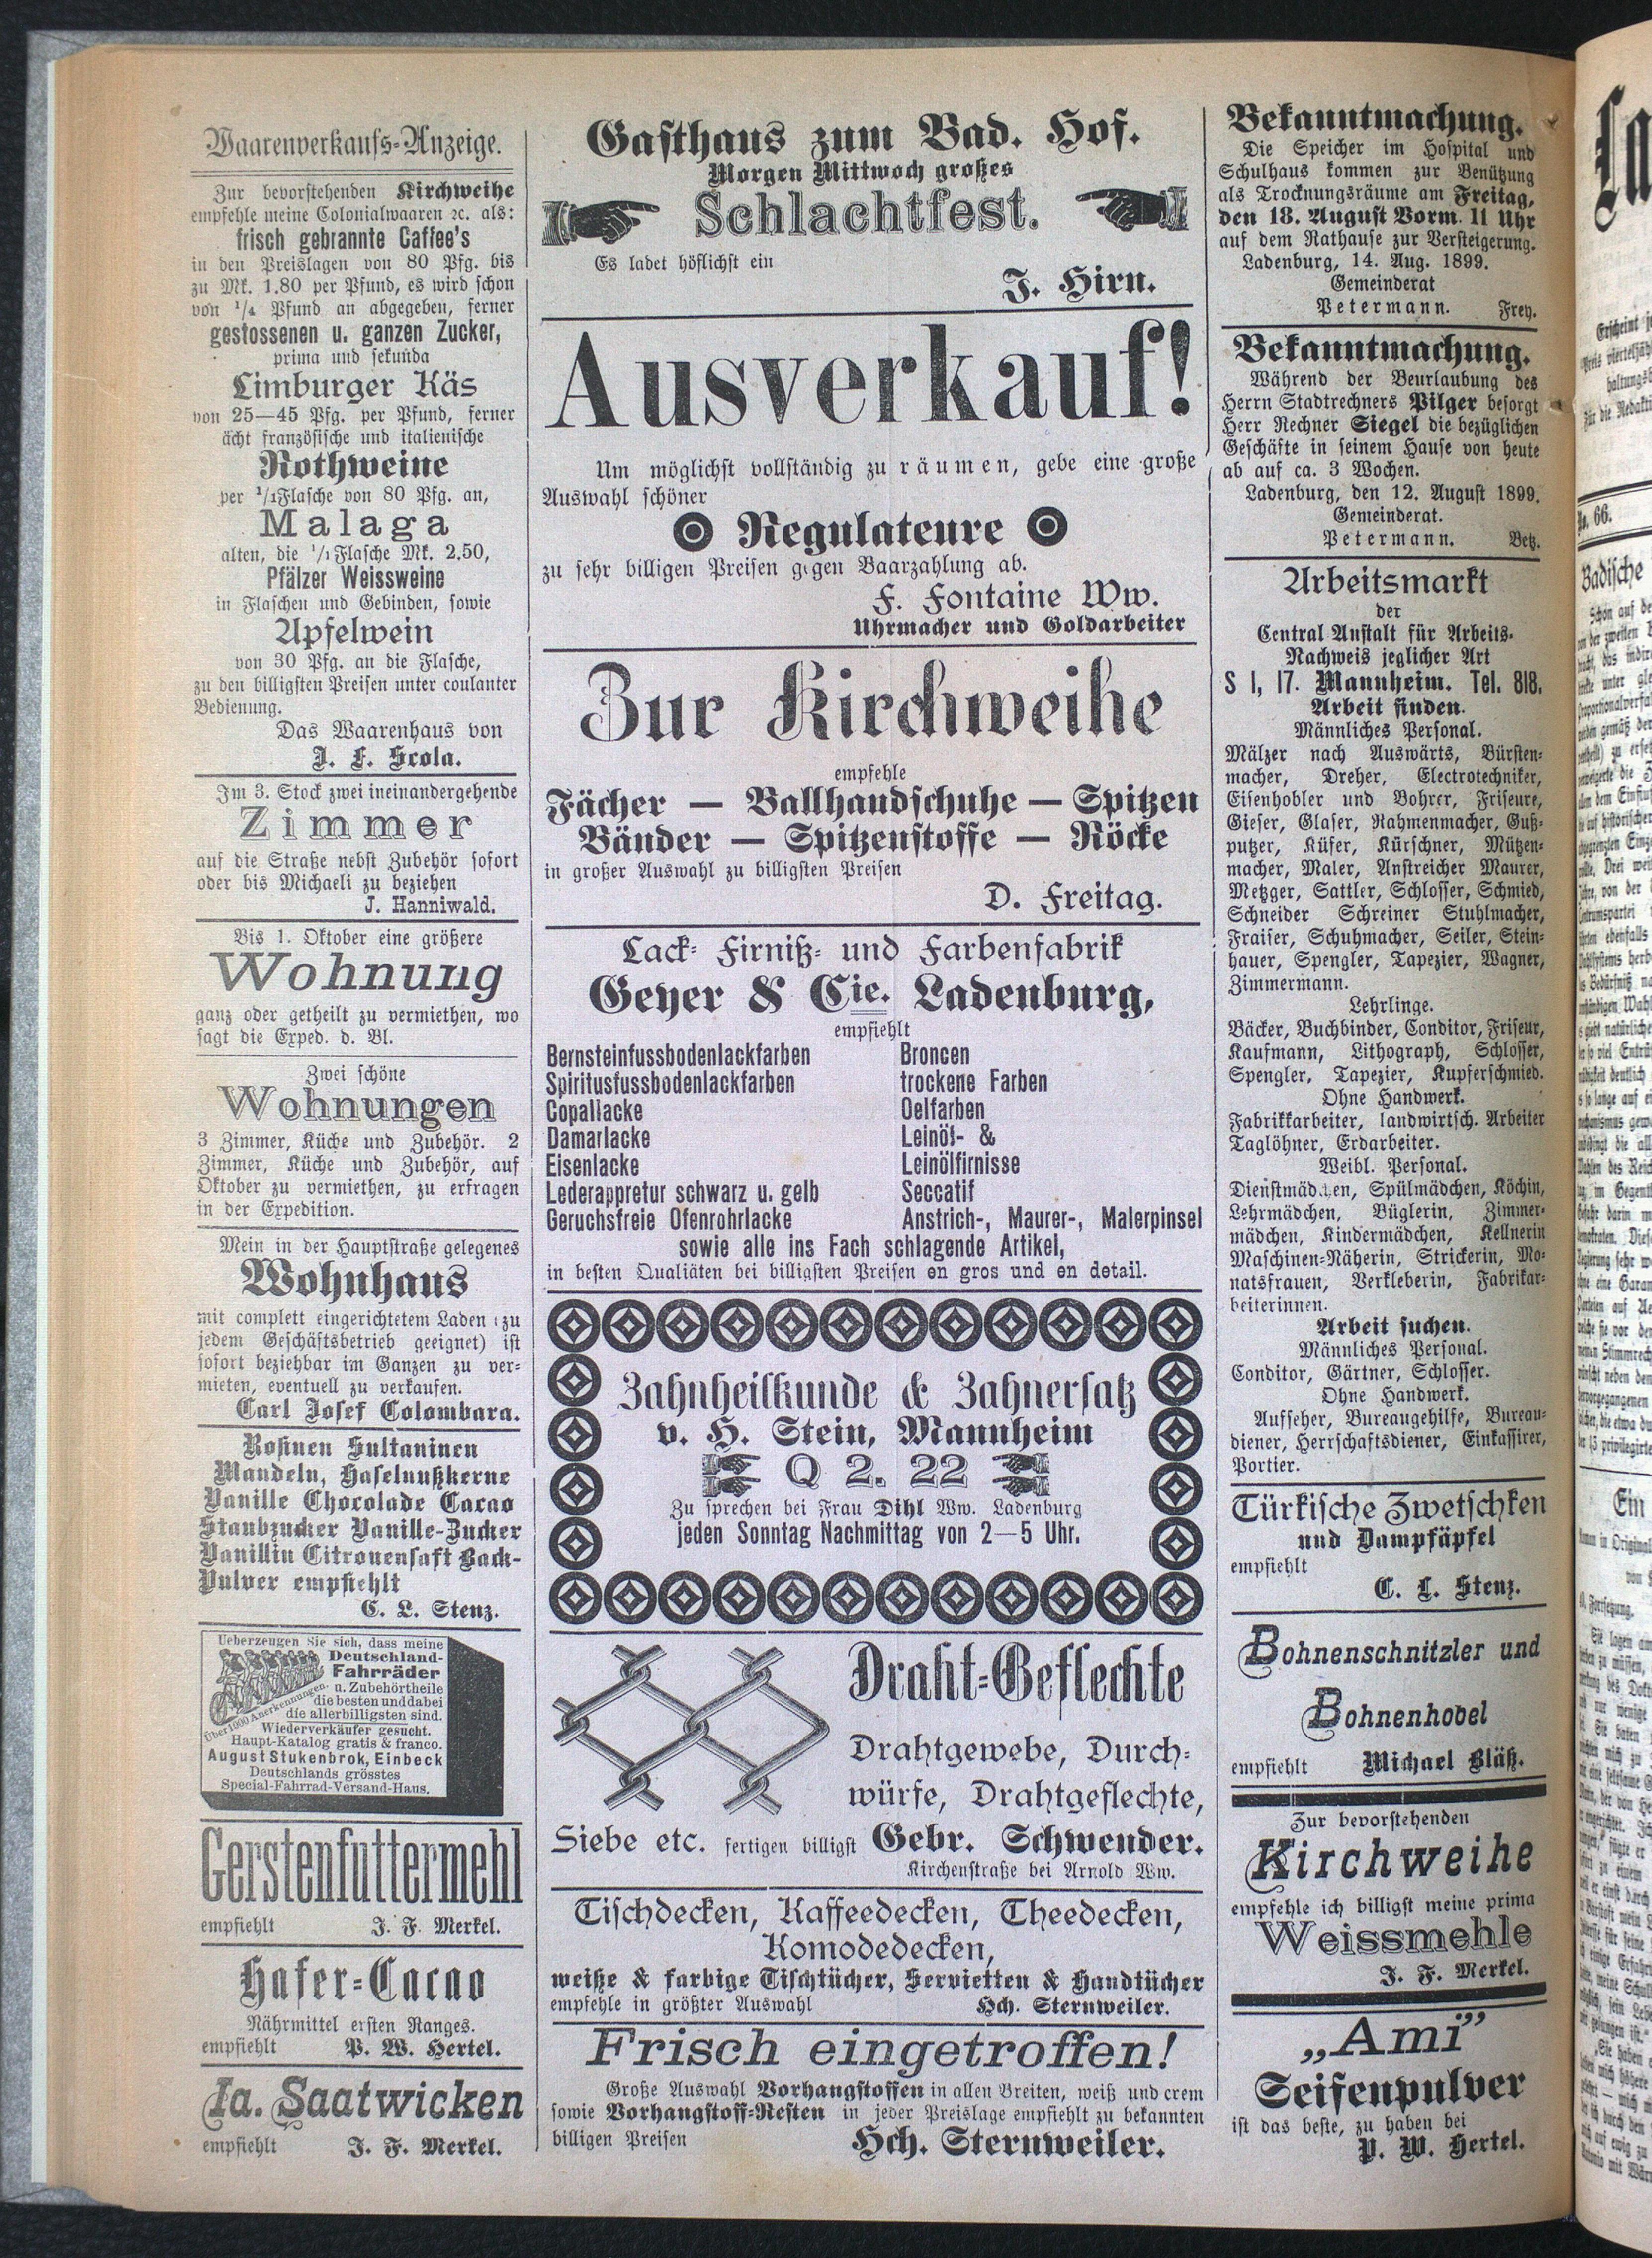 Waarenverkaufs-Anzeige.
Zur bevorstehenden Kirchweihe
empfehle meine Colonialwaaren ꝛc. als:
frisch gebrannte Caffee's
in den Preislagen von 80 Pfg. bis
zu Mk. 1.80 per Pfund, es wird schon
von 1/4 Pfund an abgegeben, ferner
gestossenen u. ganzen Zucker,
prima und sekunda
Limburger Käs
von 25—45 Pfg. per Pfund, ferner
ächt französische und italienische
Rothweine
per 1/1 Flasche von 80 Pfg. an,
Malaga
alten, die 1/1 Flasche Mk. 2.50,
Pfälzer Weissweine
in Flaschen und Gebinden, sowie
Apfelwein
von 30 Pfg. an die Flasche,
zu den billigsten Preisen unter coulanter
Bedienung.
Das Waarenhaus von
J. F. Scola.
Im 3. Stock zwei ineinandergehende
Zimmer
auf die Straße nebst Zubehör sofort
oder bis Michaeli zu beziehen
J. Hanniwald.
Bis 1. Oktober eine größere
Wohnung
ganz oder getheilt zu vermiethen, wo
sagt die Exped. d. Bl.
Zwei schöne
Wohnungen
3 Zimmer, Küche und Zubehör. 2
Zimmer, Küche und Zubehör, auf
Oktober zu vermiethen, zu erfragen
in der Expedition.
Mein in der Hauptstraße gelegenes
Wohnhaus
mit complett eingerichtetem Laden (zu
jedem Geschäftsbetrieb geeignet) ist
sofort beziehbar im Ganzen zu ver-
mieten, eventuell zu verkaufen.
Carl Josef Colombara.
Rosinen Sultaninen
Mandeln, Haselnußkerne
Vanille Chocolade Cacao
Staubzucker Vanille-Zucker
Vanillin Citronensaft Back-
Pulver empfiehlt
C. L. Stenz.
Ueberzeugen Sie sich, dass meine
Deutschland-
Fahrräder
u. Zubehörtheile
die besten und dabei
die allerbilligsten sind.
Über 1000 Anerkennungen.
Wiederverkäufer gesucht.
Haupt-Katalog gratis & franco.
August Stukenbrok, Einbeck
Deutschlands grösstes
Special-Fahrrad-Versand-Haus.
Gerstenfuttermehl
empfiehlt J. F. Merkel.
Hafer-Cacao
Nährmittel ersten Ranges.
empfiehlt P. W. Hertel.
Ia. Saatwicken
empfiehlt J. F. Merkel.
Gasthaus zum Bad. Hof.
Morgen Mittwoch großes
Schlachtfest.
Es ladet höflichst ein
J. Hirn.
Ausverkauf!
Um möglichst vollständig zu räumen, gebe eine große
Auswahl schöner
Regulateure
zu sehr billigen Preisen gegen Baarzahlung ab.
F. Fontaine Ww.
Uhrmacher und Goldarbeiter
Zur Kirchweihe
empfehle
Fächer — Ballhandschuhe — Spitzen
Bänder — Spitzenstoffe — Röcke
in großer Auswahl zu billigsten Preisen
D. Freitag.
Lack- Firniß- und Farbenfabrik
Geyer & Cie. Ladenburg,
empfiehlt
Bernsteinfussbodenlackfarben
Spiritusfussbodenlackfarben
Copallacke
Damarlacke
Eisenlacke
Lederappretur schwarz u. gelb
Geruchsfreie Ofenrohrlacke
Broncen
trockene Farben
Oelfarben
Leinöl- &
Leinölfirnisse
Seccatif
Anstrich-, Maurer-, Malerpinsel
sowie alle ins Fach schlagende Artikel,
in besten Qualiäten bei billigsten Preisen en gros und en detail.
Zahnheilkunde & Zahnersatz
v. H. Stein, Mannheim
Q 2. 22
Zu sprechen bei Frau Dihl Ww. Ladenburg
jeden Sonntag Nachmittag von 2—5 Uhr.
Draht-Geflechte
Drahtgewebe, Durch-
würfe, Drahtgeflechte,
Siebe etc. fertigen billigst Gebr. Schwender.
Kirchenstraße bei Arnold Ww.
Tischdecken, Kaffeedecken, Theedecken,
Komodedecken,
weiße & farbige Tischtücher, Servietten & Handtücher
empfehle in größter Auswahl Hch. Sternweiler.
Frisch eingetroffen!
Große Auswahl Vorhangstoffen in allen Breiten, weiß und crem
sowie Vorhangstoff-Resten in jeder Preislage empfiehlt zu bekannten
billigen Preisen Hch. Sternweiler.
Bekanntmachung.
Die Speicher im Hospital und
Schulhaus kommen zur Benützung
als Trocknungsräume am Freitag,
den 18. August Vorm. 11 Uhr
auf dem Rathause zur Versteigerung.
Ladenburg, 14. Aug. 1899.
Gemeinderat
Petermann. Frey.
Bekanntmachung.
Während der Beurlaubung des
Herrn Stadtrechners Pilger besorgt
Herr Rechner Siegel die bezüglichen
Geschäfte in seinem Hause von heute
ab auf ca. 3 Wochen.
Ladenburg, den 12. August 1899.
Gemeinderat.
Petermann. Betz.
Arbeitsmarkt
der
Central Anstalt für Arbeits-
Nachweis jeglicher Art
S 1, 17. Mannheim. Tel. 818.
Arbeit finden.
Männliches Personal.
Mälzer nach Auswärts, Bürsten-
macher, Dreher, Electrotechniker,
Eisenhobler und Bohrer, Friseure,
Gieser, Glaser, Rahmenmacher, Guß-
putzer, Küfer, Kürschner, Mützen-
macher, Maler, Anstreicher Maurer,
Metzger, Sattler, Schlosser, Schmied,
Schneider Schreiner Stuhlmacher,
Fraiser, Schuhmacher, Seiler, Stein-
hauer, Spengler, Tapezier, Wagner,
Zimmermann.
Lehrlinge.
Bäcker, Buchbinder, Conditor, Friseur,
Kaufmann, Lithograph, Schlosser,
Spengler, Tapezier, Kupferschmied.
Ohne Handwerk.
Fabrikkarbeiter, landwirtsch. Arbeiter
Taglöhner, Erdarbeiter.
Weibl. Personal.
Dienstmädchen, Spülmädchen, Köchin,
Lehrmädchen, Büglerin, Zimmer-
mädchen, Kindermädchen, Kellnerin
Maschinen-Näherin, Strickerin, Mo-
natsfrauen, Verkleberin, Fabrikar-
beiterinnen.
Arbeit suchen.
Männliches Personal.
Conditor, Gärtner, Schlosser.
Ohne Handwerk.
Aufseher, Bureaugehilfe, Bureau-
diener, Herrschaftsdiener, Einkassirer,
Portier.
Türkische Zwetschken
und Dampfäpfel
empfiehlt
C. L. Stenz.
Bohnenschnitzler und
Bohnenhobel
empfiehlt Michael Bläß.
Zur bevorstehenden
Kirchweihe
empfehle ich billigst meine prima
Weissmehle
J. F. Merkel.
„Ami"
Seifenpulver
ist das beste, zu haben bei
P. W. Hertel.
No. 66.
Badische